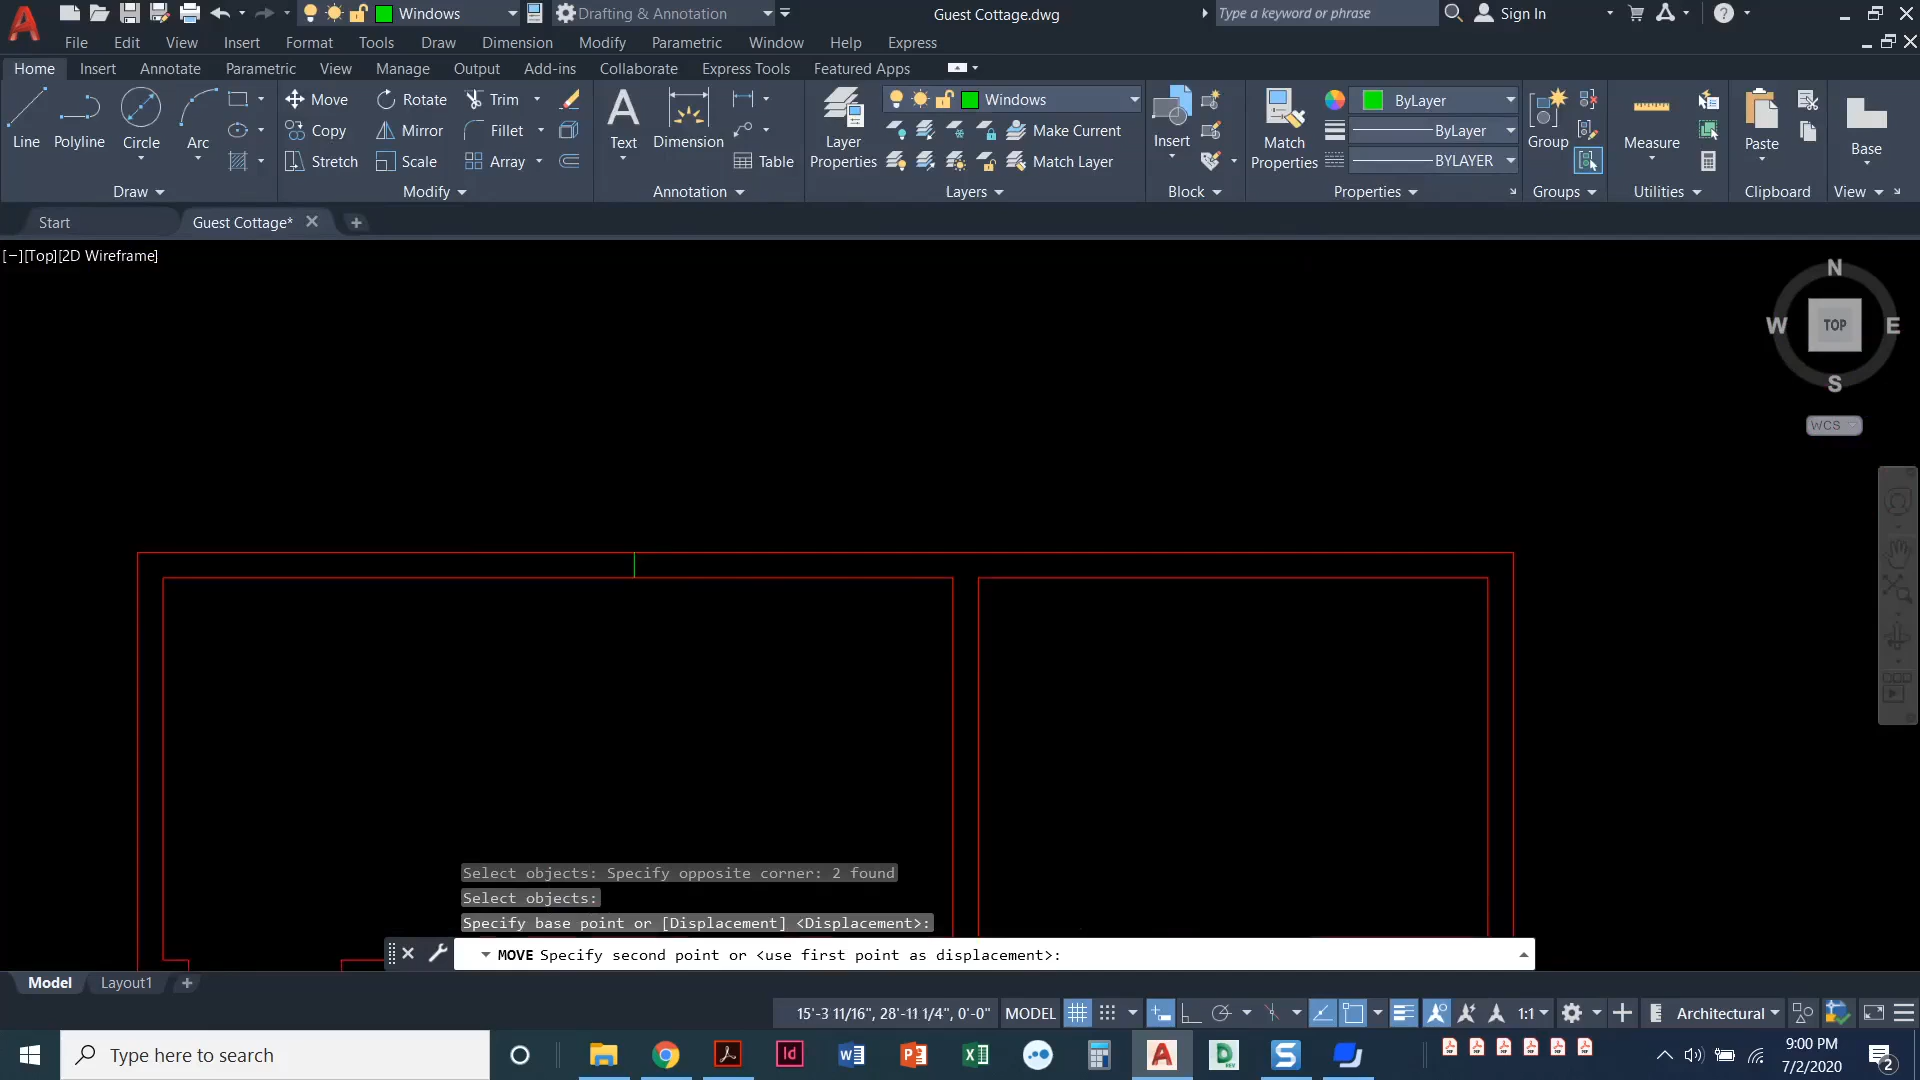 Windows
Drafting & Annotation
Guest Cottage.dwg
Type a keyword or phrase
Sign In
File Edit View Insert Format Tools Draw Dimension Modify Parametric Window Help Express
Home Insert Annotate Parametric View Manage Output Add-ins Collaborate Express Tools Featured Apps
Line Polyline Circle Arc
Move Rotate Trim
Copy Mirror Fillet
Stretch Scale Array
Text Dimension Table
Layer Properties
Windows
Make Current
Match Layer
Insert
Match Properties
ByLayer
ByLayer
BYLAYER
Group
Measure
Paste
Base
Draw Modify Annotation Layers Block Properties Groups Utilities Clipboard View
Start Guest Cottage*
[−][Top][2D Wireframe]
N
W TOP E
S
WCS
Select objects: Specify opposite corner: 2 found
Select objects:
Specify base point or [Displacement] <Displacement>:
MOVE Specify second point or <use first point as displacement>:
Model Layout1
15'-3 11/16", 28'-11 1/4", 0'-0" MODEL 1:1 Architectural
Type here to search
9:00 PM
7/2/2020
2